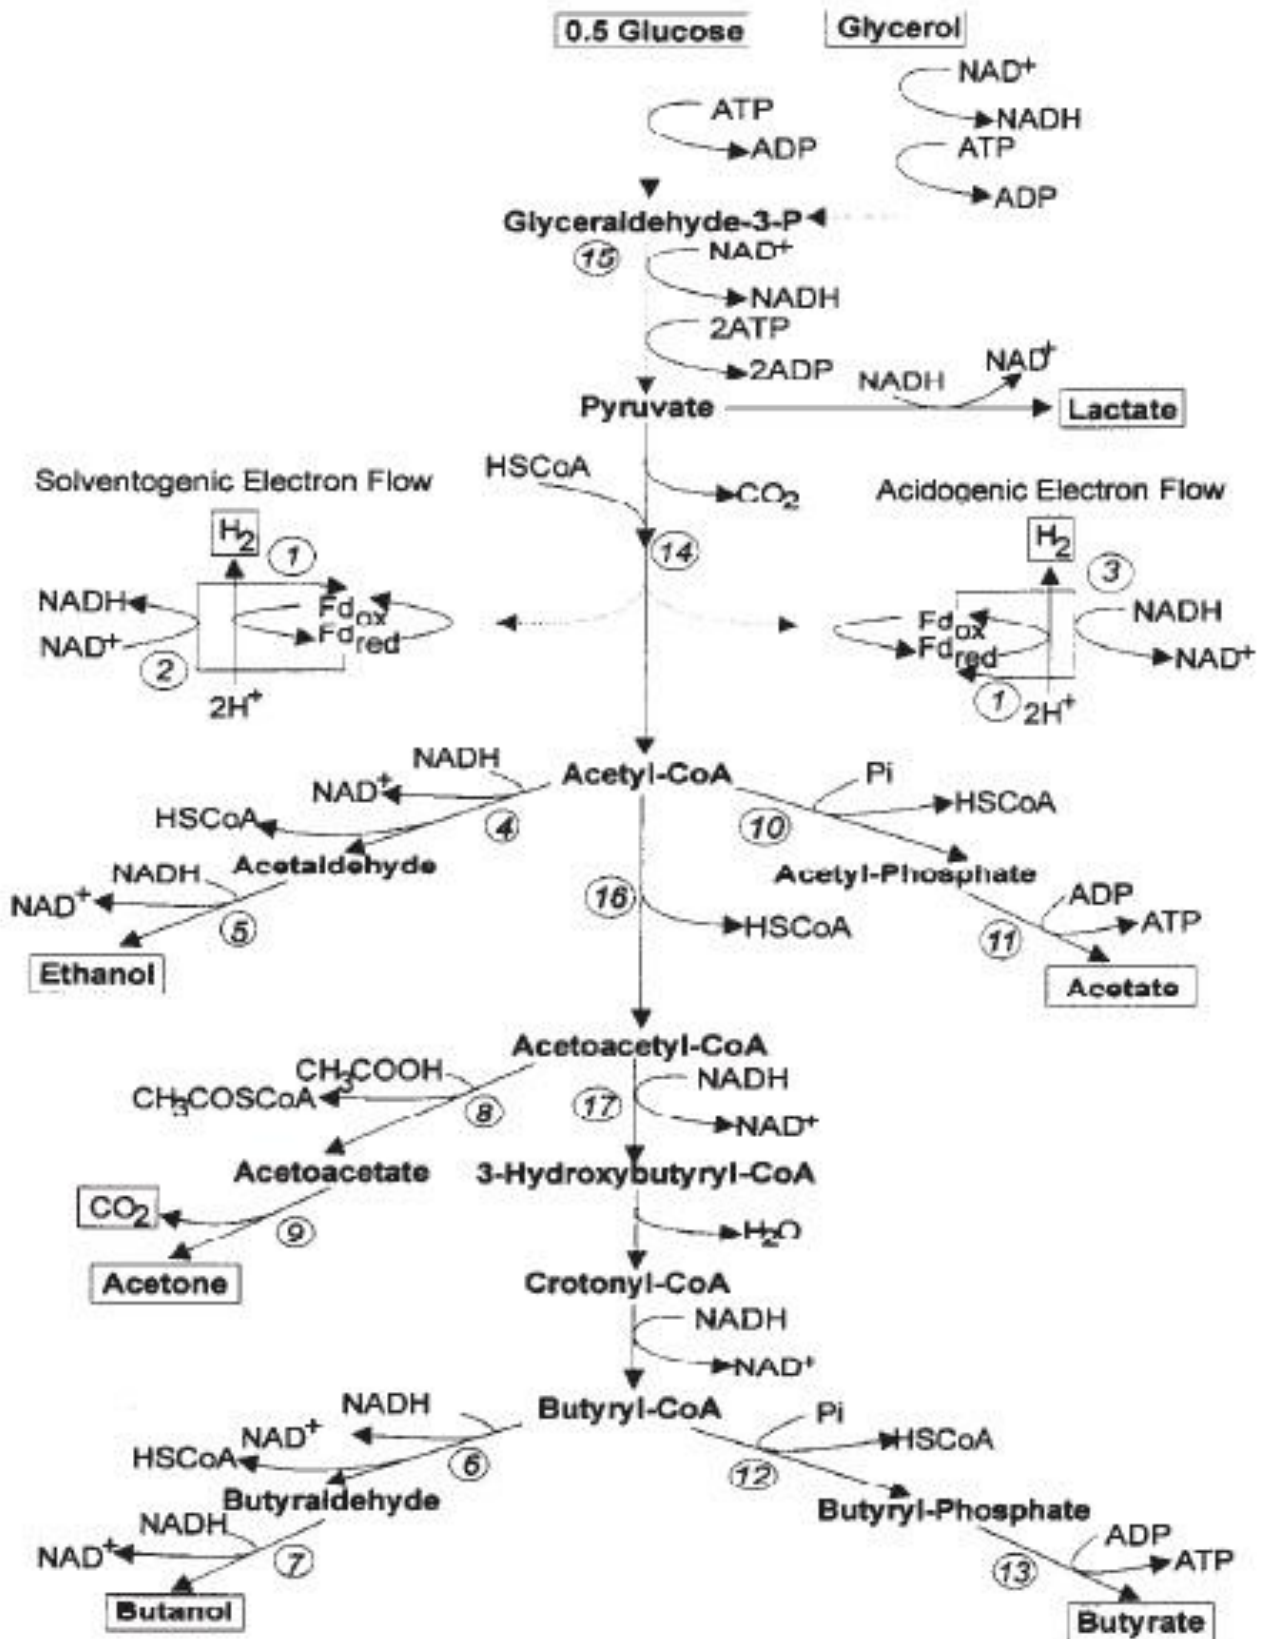 0.5 Glucose
Glycerol
NAD+
NADH
ATP
ADP
ATP
ADP
Glyceraldehyde-3-P
15
NAD+
NADH
2ATP
2ADP
Pyruvate
NADH
NAD+
Lactate
HSCoA
CO2
14
Solventogenic Electron Flow
H2
1
NADH
NAD+
2
Fdox
Fdred
2H+
Acidogenic Electron Flow
H2
3
Fdox
Fdred
NADH
NAD+
1
2H+
Acetyl-CoA
NADH
NAD+
HSCoA
4
Acetaldehyde
NADH
NAD+
5
Ethanol
Pi
HSCoA
10
Acetyl-Phosphate
ADP
ATP
11
Acetate
16
HSCoA
Acetoacetyl-CoA
CH3COOH
CH3COSCoA
8
Acetoacetate
CO2
9
Acetone
17
NADH
NAD+
3-Hydroxybutyryl-CoA
H2O
Crotonyl-CoA
NADH
NAD+
Butyryl-CoA
NADH
NAD+
HSCoA
6
Butyraldehyde
NADH
NAD+
7
Butanol
Pi
HSCoA
12
Butyryl-Phosphate
ADP
ATP
13
Butyrate